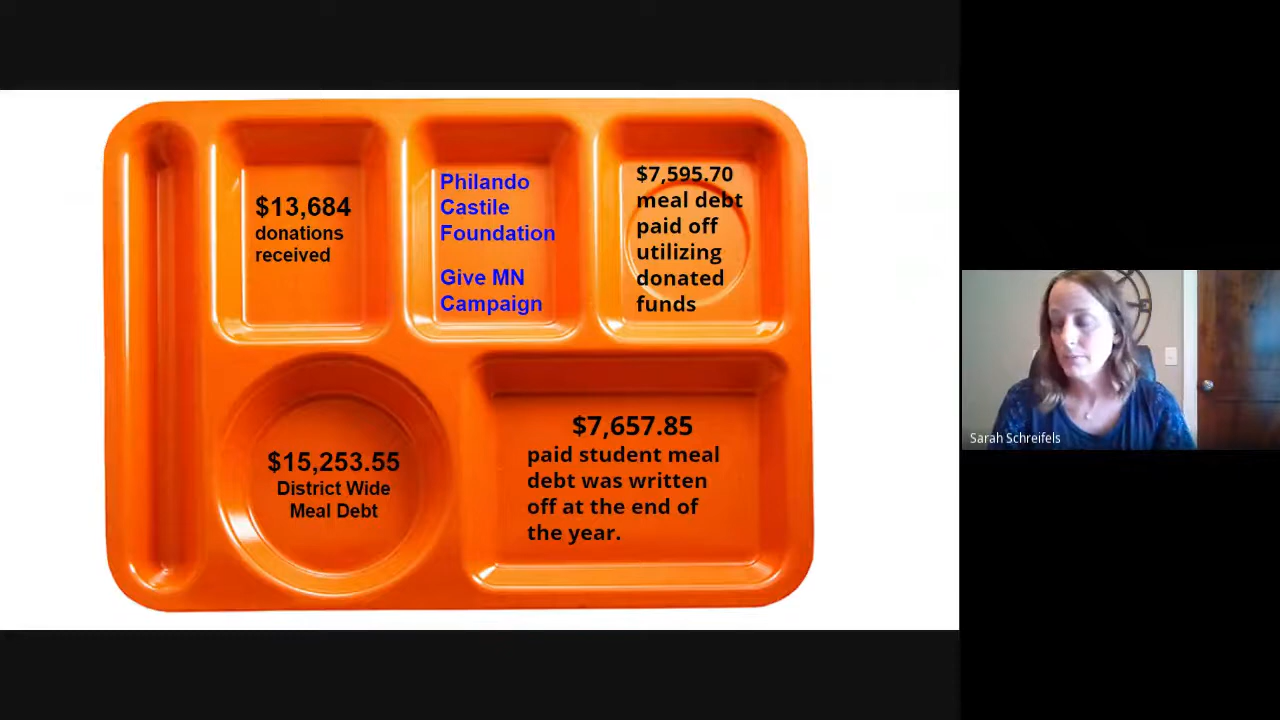 $13,684
donations
received
Philando
Castile
Foundation
Give MN
Campaign
$7,595.70
meal debt
paid off
utilizing
donated
funds
$15,253.55
District Wide
Meal Debt
$7,657.85
paid student meal
debt was written
off at the end of
the year.
Sarah Schreifels